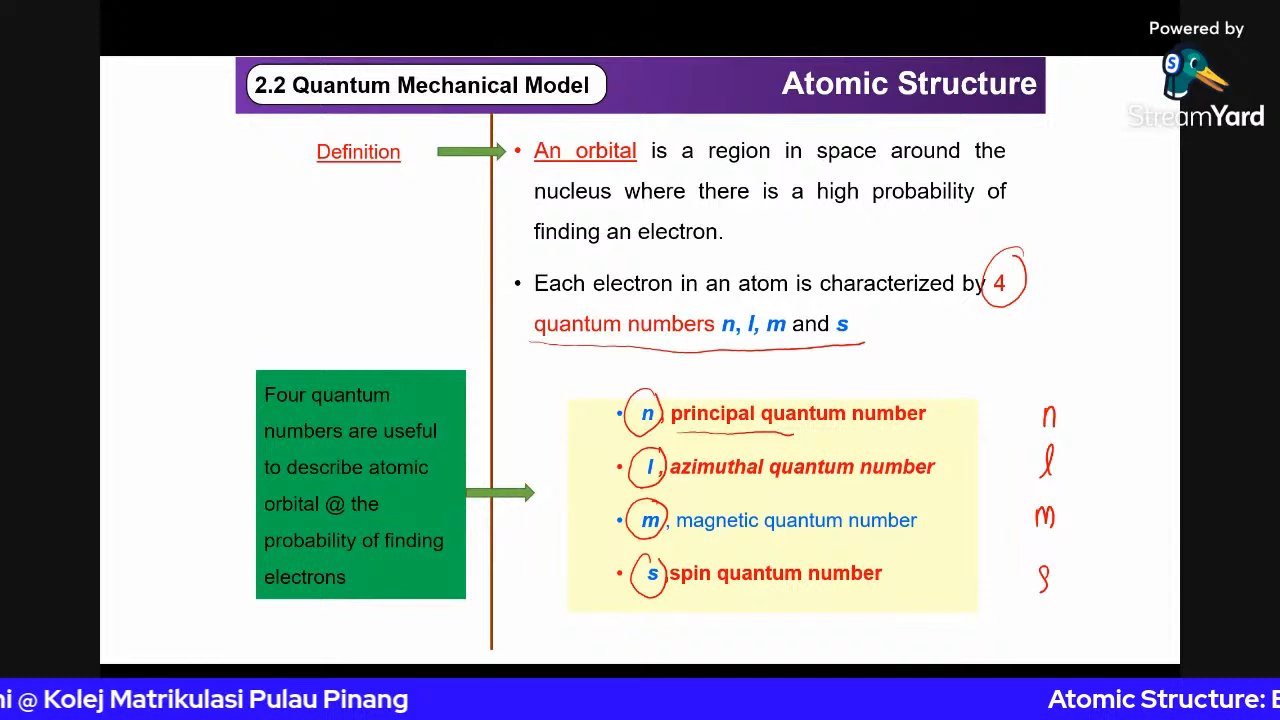 Powered by
StreamYard
2.2 Quantum Mechanical Model
Atomic Structure
Definition
• An orbital is a region in space around the
nucleus where there is a high probability of
finding an electron.
• Each electron in an atom is characterized by 4
quantum numbers n, l, m and s
Four quantum
numbers are useful
to describe atomic
orbital @ the
probability of finding
electrons
• n, principal quantum number
• l, azimuthal quantum number
• m, magnetic quantum number
• s, spin quantum number
n
l
m
s
ni @ Kolej Matrikulasi Pulau Pinang
Atomic Structure: E